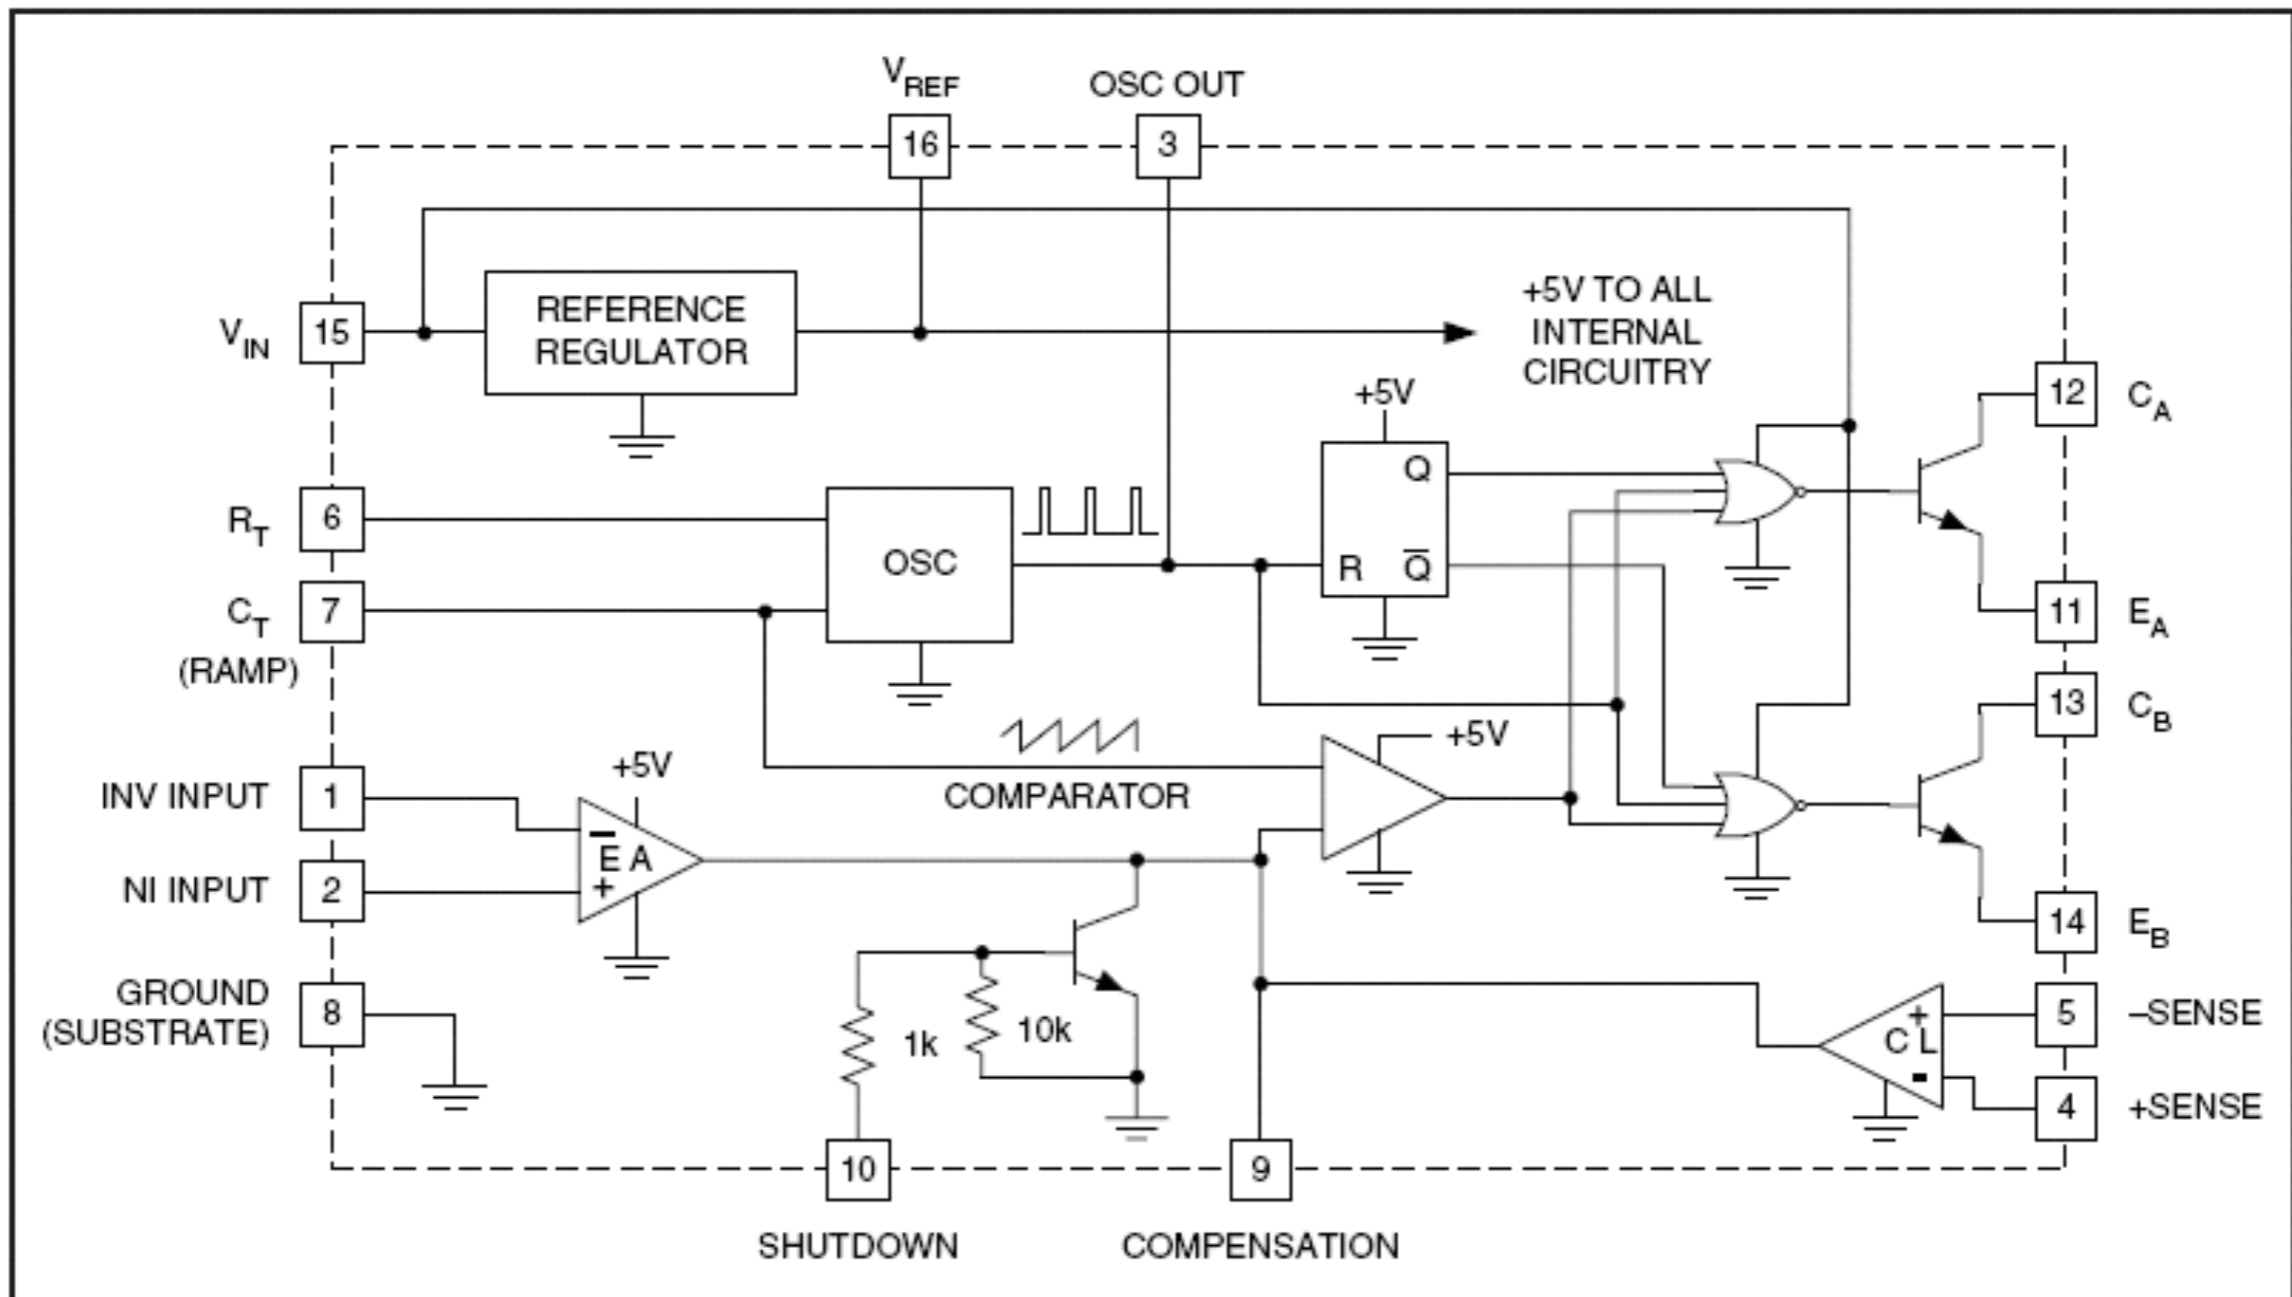 VREF
OSC OUT
16
3
VIN
15
REFERENCE
REGULATOR
+5V TO ALL
INTERNAL
CIRCUITRY
+5V
12
CA
Q
RT
6
OSC
R
Q̅
CT
7
(RAMP)
11
EA
13
CB
+5V
COMPARATOR
+5V
INV INPUT
1
−
E A
+
NI INPUT
2
14
EB
GROUND
(SUBSTRATE)
8
1k
10k
+
C L
-
5
–SENSE
4
+SENSE
10
9
SHUTDOWN
COMPENSATION